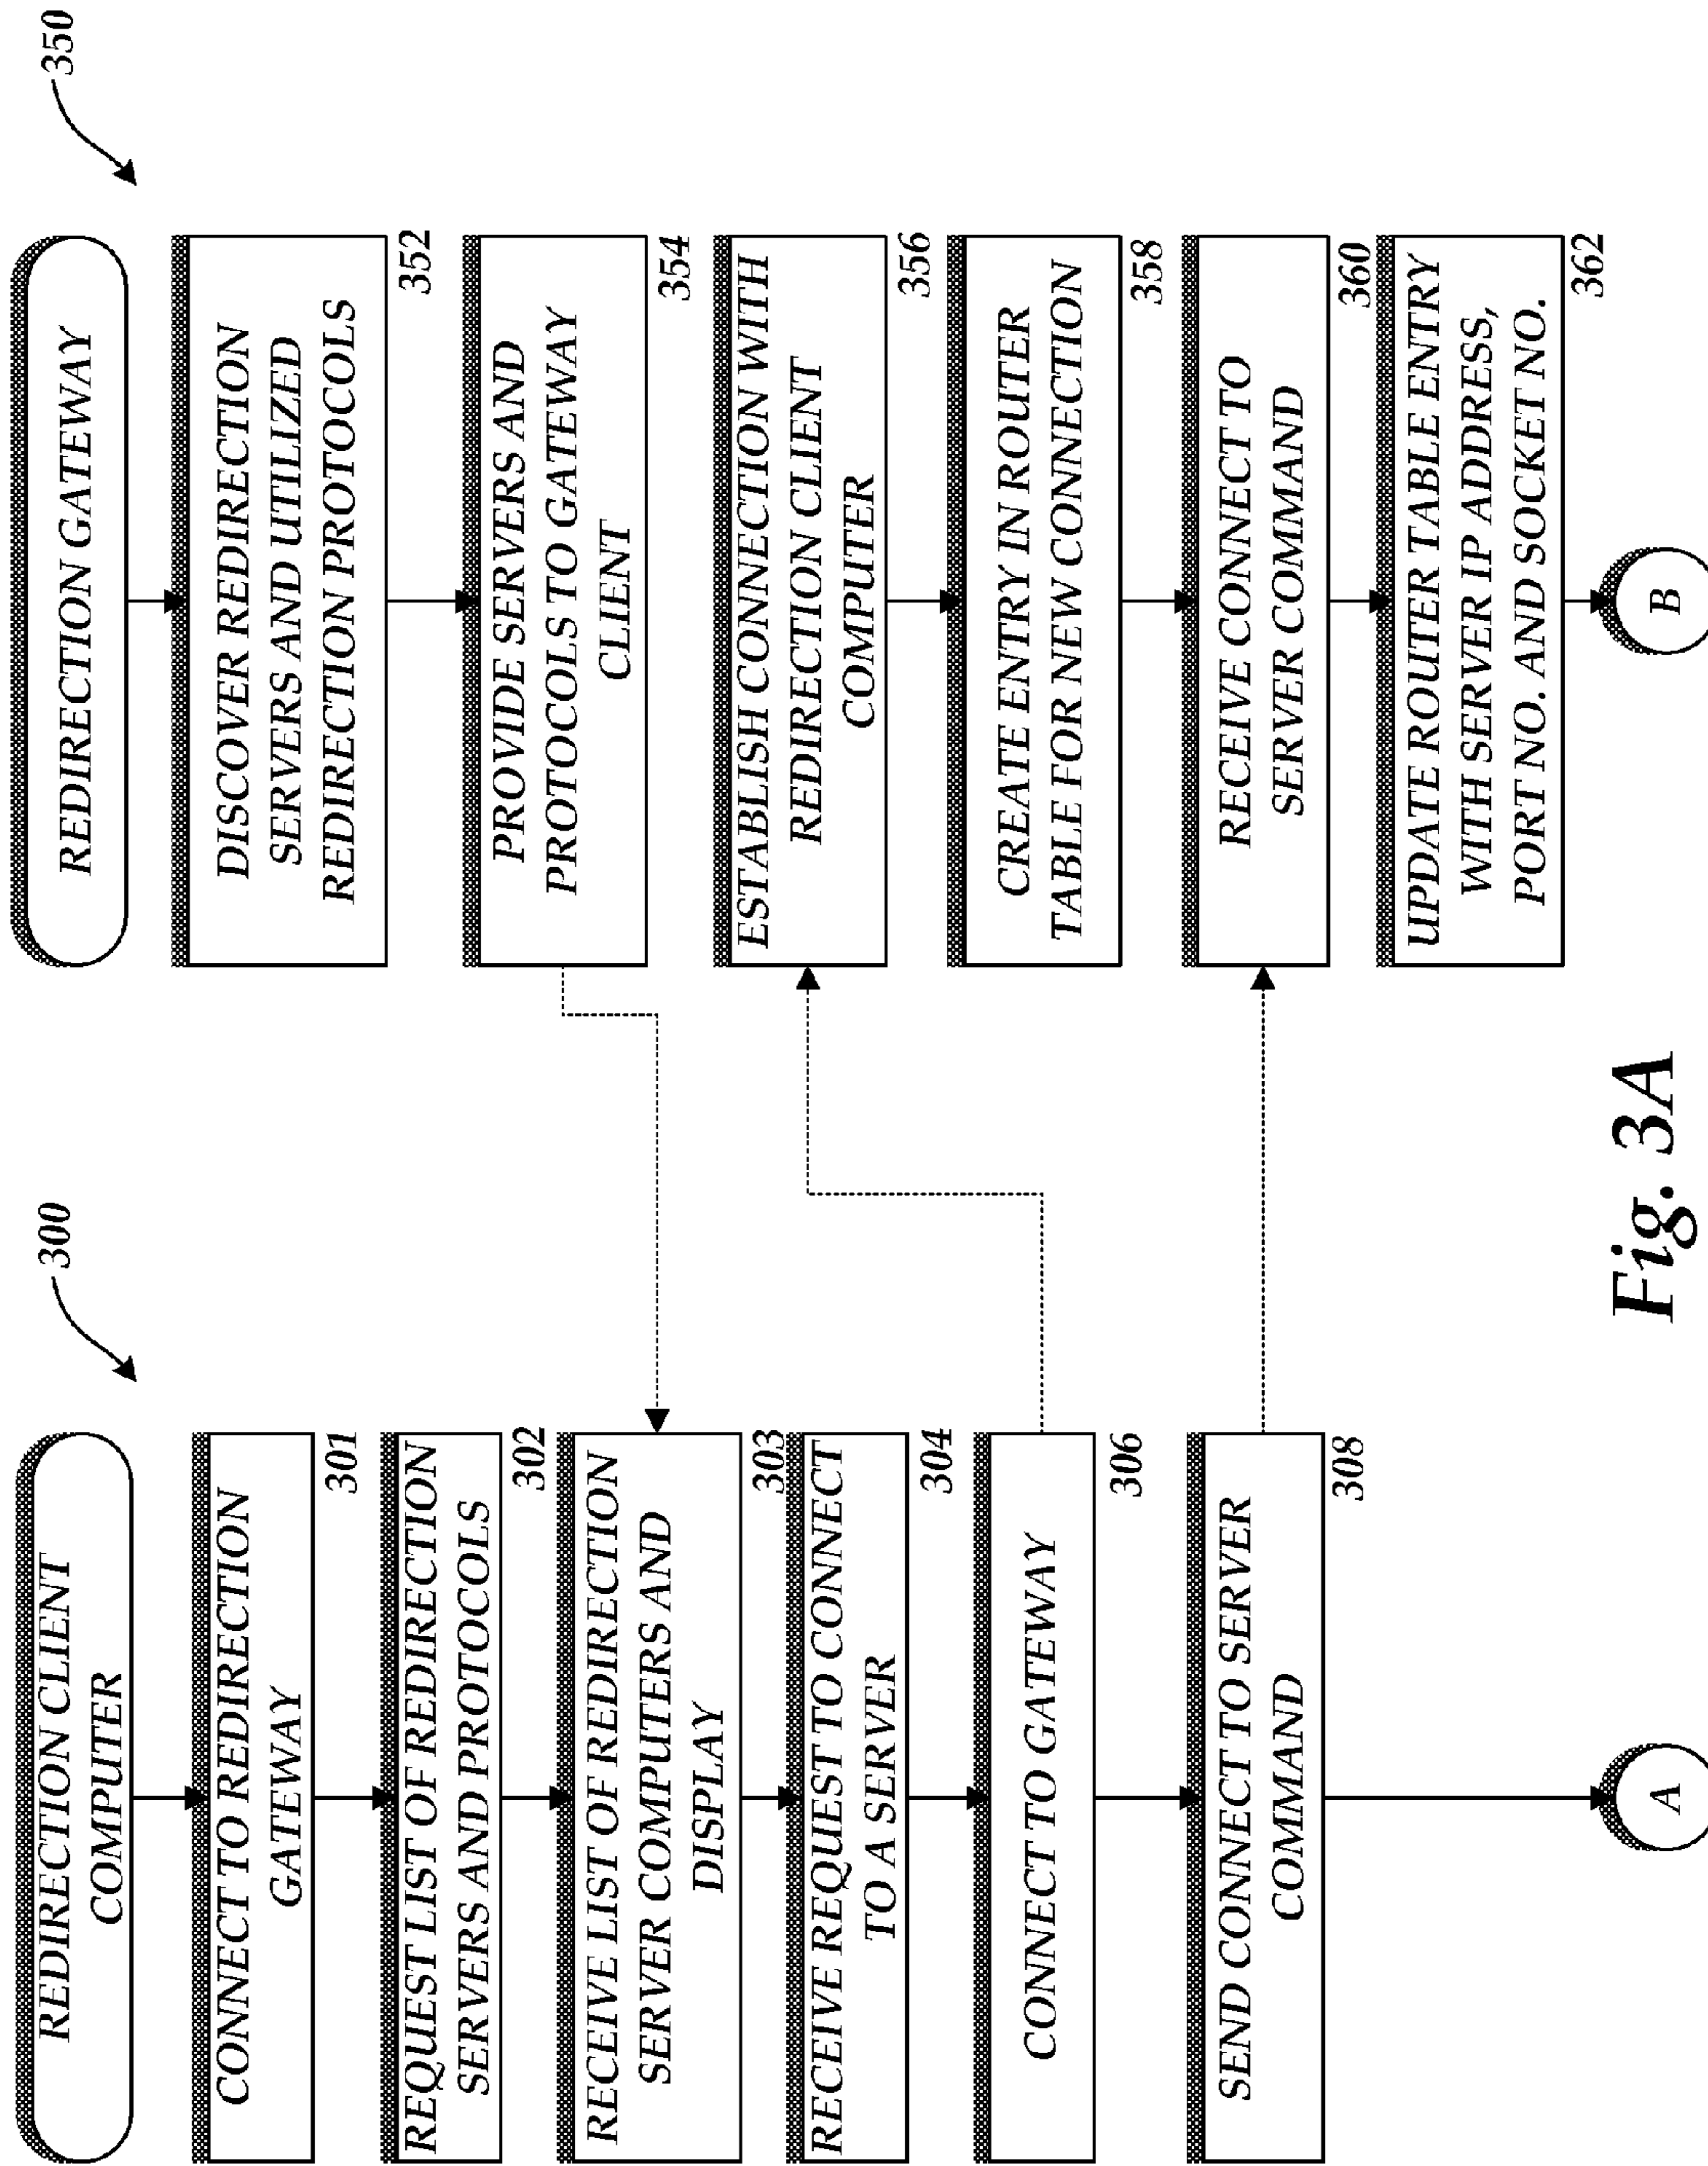 300
REDIRECTION CLIENT
COMPUTER
CONNECT TO REDIRECTION
GATEWAY
301
REQUEST LIST OF REDIRECTION
SERVERS AND PROTOCOLS
302
RECEIVE LIST OF REDIRECTION
SERVER COMPUTERS AND
DISPLAY
303
RECEIVE REQUEST TO CONNECT
TO A SERVER
304
CONNECT TO GATEWAY
306
SEND CONNECT TO SERVER
COMMAND
308
A
350
REDIRECTION GATEWAY
DISCOVER REDIRECTION
SERVERS AND UTILIZED
REDIRECTION PROTOCOLS
352
PROVIDE SERVERS AND
PROTOCOLS TO GATEWAY
CLIENT
354
ESTABLISH CONNECTION WITH
REDIRECTION CLIENT
COMPUTER
356
CREATE ENTRY IN ROUTER
TABLE FOR NEW CONNECTION
358
RECEIVE CONNECT TO
SERVER COMMAND
360
UPDATE ROUTER TABLE ENTRY
WITH SERVER IP ADDRESS,
PORT NO. AND SOCKET NO.
362
B
Fig. 3A